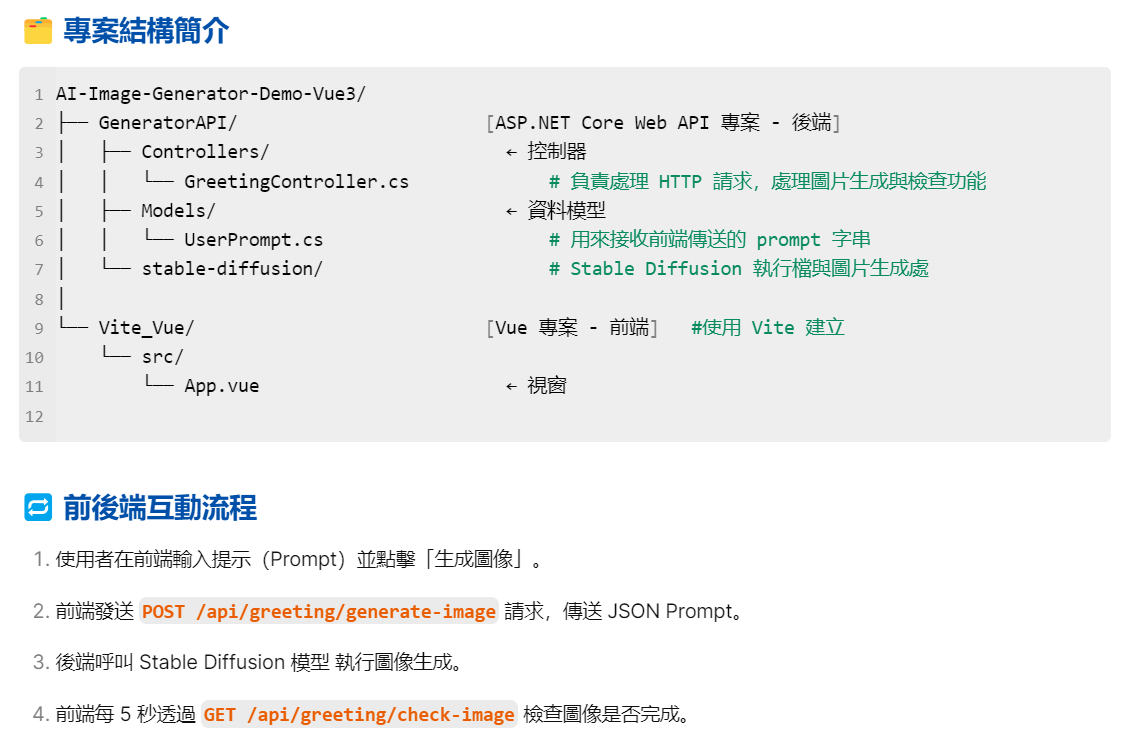 專案結構簡介
1 AI-Image-Generator-Demo-Vue3/
2 ├── GeneratorAPI/ [ASP.NET Core Web API 專案 - 後端]
3 │ ├── Controllers/ ← 控制器
4 │ │ └── GreetingController.cs # 負責處理 HTTP 請求，處理圖片生成與檢查功能
5 │ ├── Models/ ← 資料模型
6 │ │ └── UserPrompt.cs # 用來接收前端傳送的 prompt 字串
7 │ └── stable-diffusion/ # Stable Diffusion 執行檔與圖片生成處
8 │
9 └── Vite_Vue/ [Vue 專案 - 前端] #使用 Vite 建立
10 └── src/
11 └── App.vue ← 視窗
12
前後端互動流程
1. 使用者在前端輸入提示（Prompt）並點擊「生成圖像」。
2. 前端發送 POST /api/greeting/generate-image 請求，傳送 JSON Prompt。
3. 後端呼叫 Stable Diffusion 模型 執行圖像生成。
4. 前端每 5 秒透過 GET /api/greeting/check-image 檢查圖像是否完成。